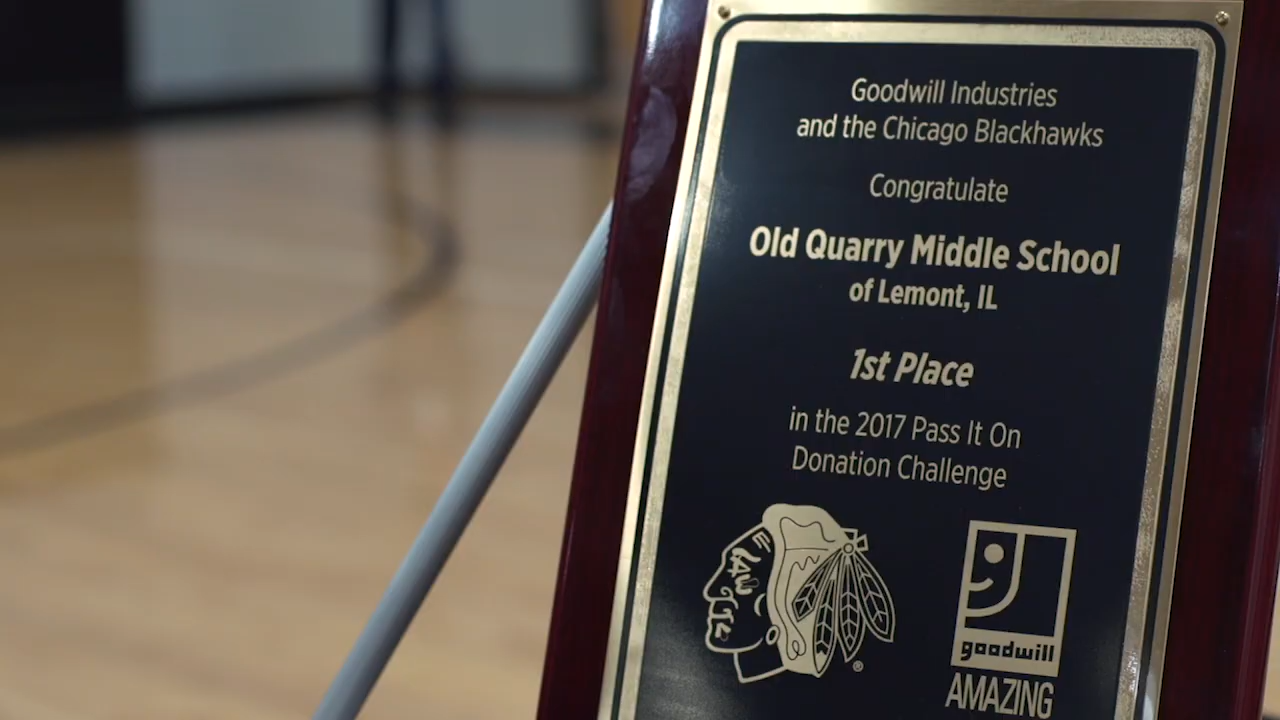 Goodwill Industries
and the Chicago Blackhawks
Congratulate
Old Quarry Middle School
of Lemont, IL
1st Place
in the 2017 Pass It On
Donation Challenge
®
goodwill
AMAZING